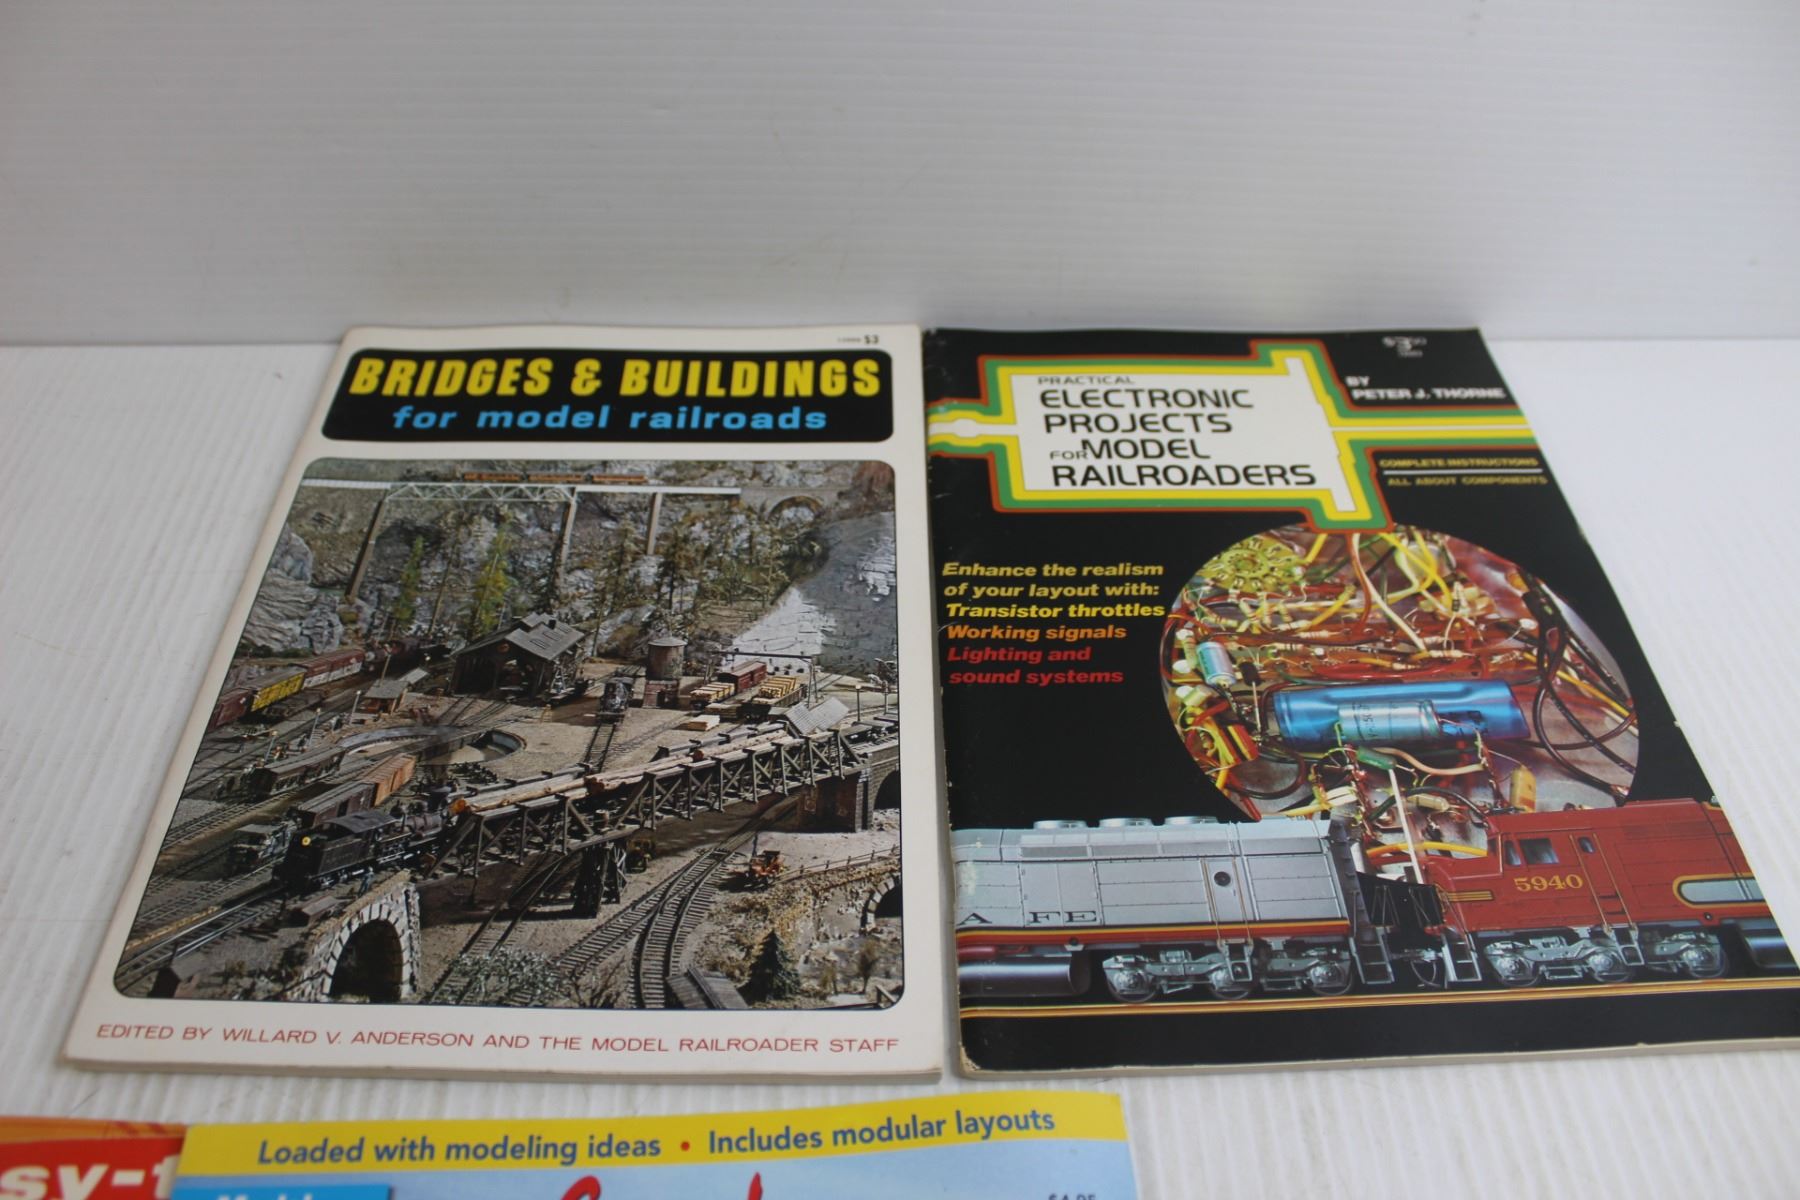 $3
BRIDGES & BUILDINGS
for model railroads
EDITED BY WILLARD V. ANDERSON AND THE MODEL RAILROADER STAFF
PRACTICAL
ELECTRONIC
PROJECTS
FOR MODEL
RAILROADERS
BY
PETER J. THORNE
COMPLETE INSTRUCTIONS
ALL ABOUT COMPONENTS
Enhance the realism
of your layout with:
Transistor throttles
Working signals
Lighting and
sound systems
A FE
5940
Loaded with modeling ideas • Includes modular layouts
sy-t